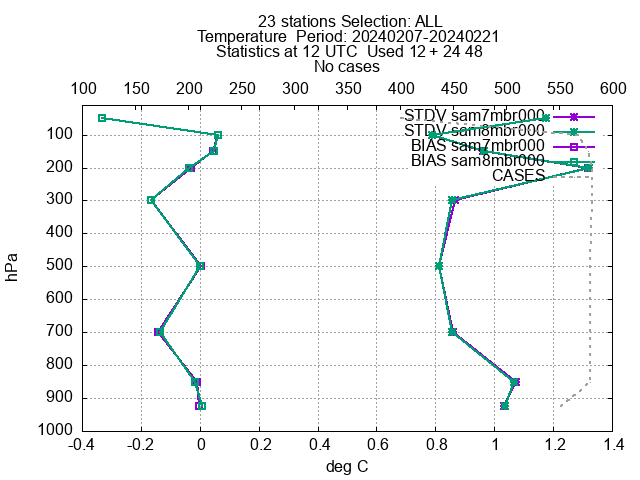 23 stations Selection: ALL
Temperature Period: 20240207-20240221
Statistics at 12 UTC Used 12 + 24 48
No cases
100 150 200 250 300 350 400 450 500 550 600
STDV sam7mbr000
STDV sam8mbr000
BIAS sam7mbr000
BIAS sam8mbr000
CASES
100
200
300
400
500
600
700
800
900
1000
hPa
-0.4 -0.2 0 0.2 0.4 0.6 0.8 1 1.2 1.4
deg C